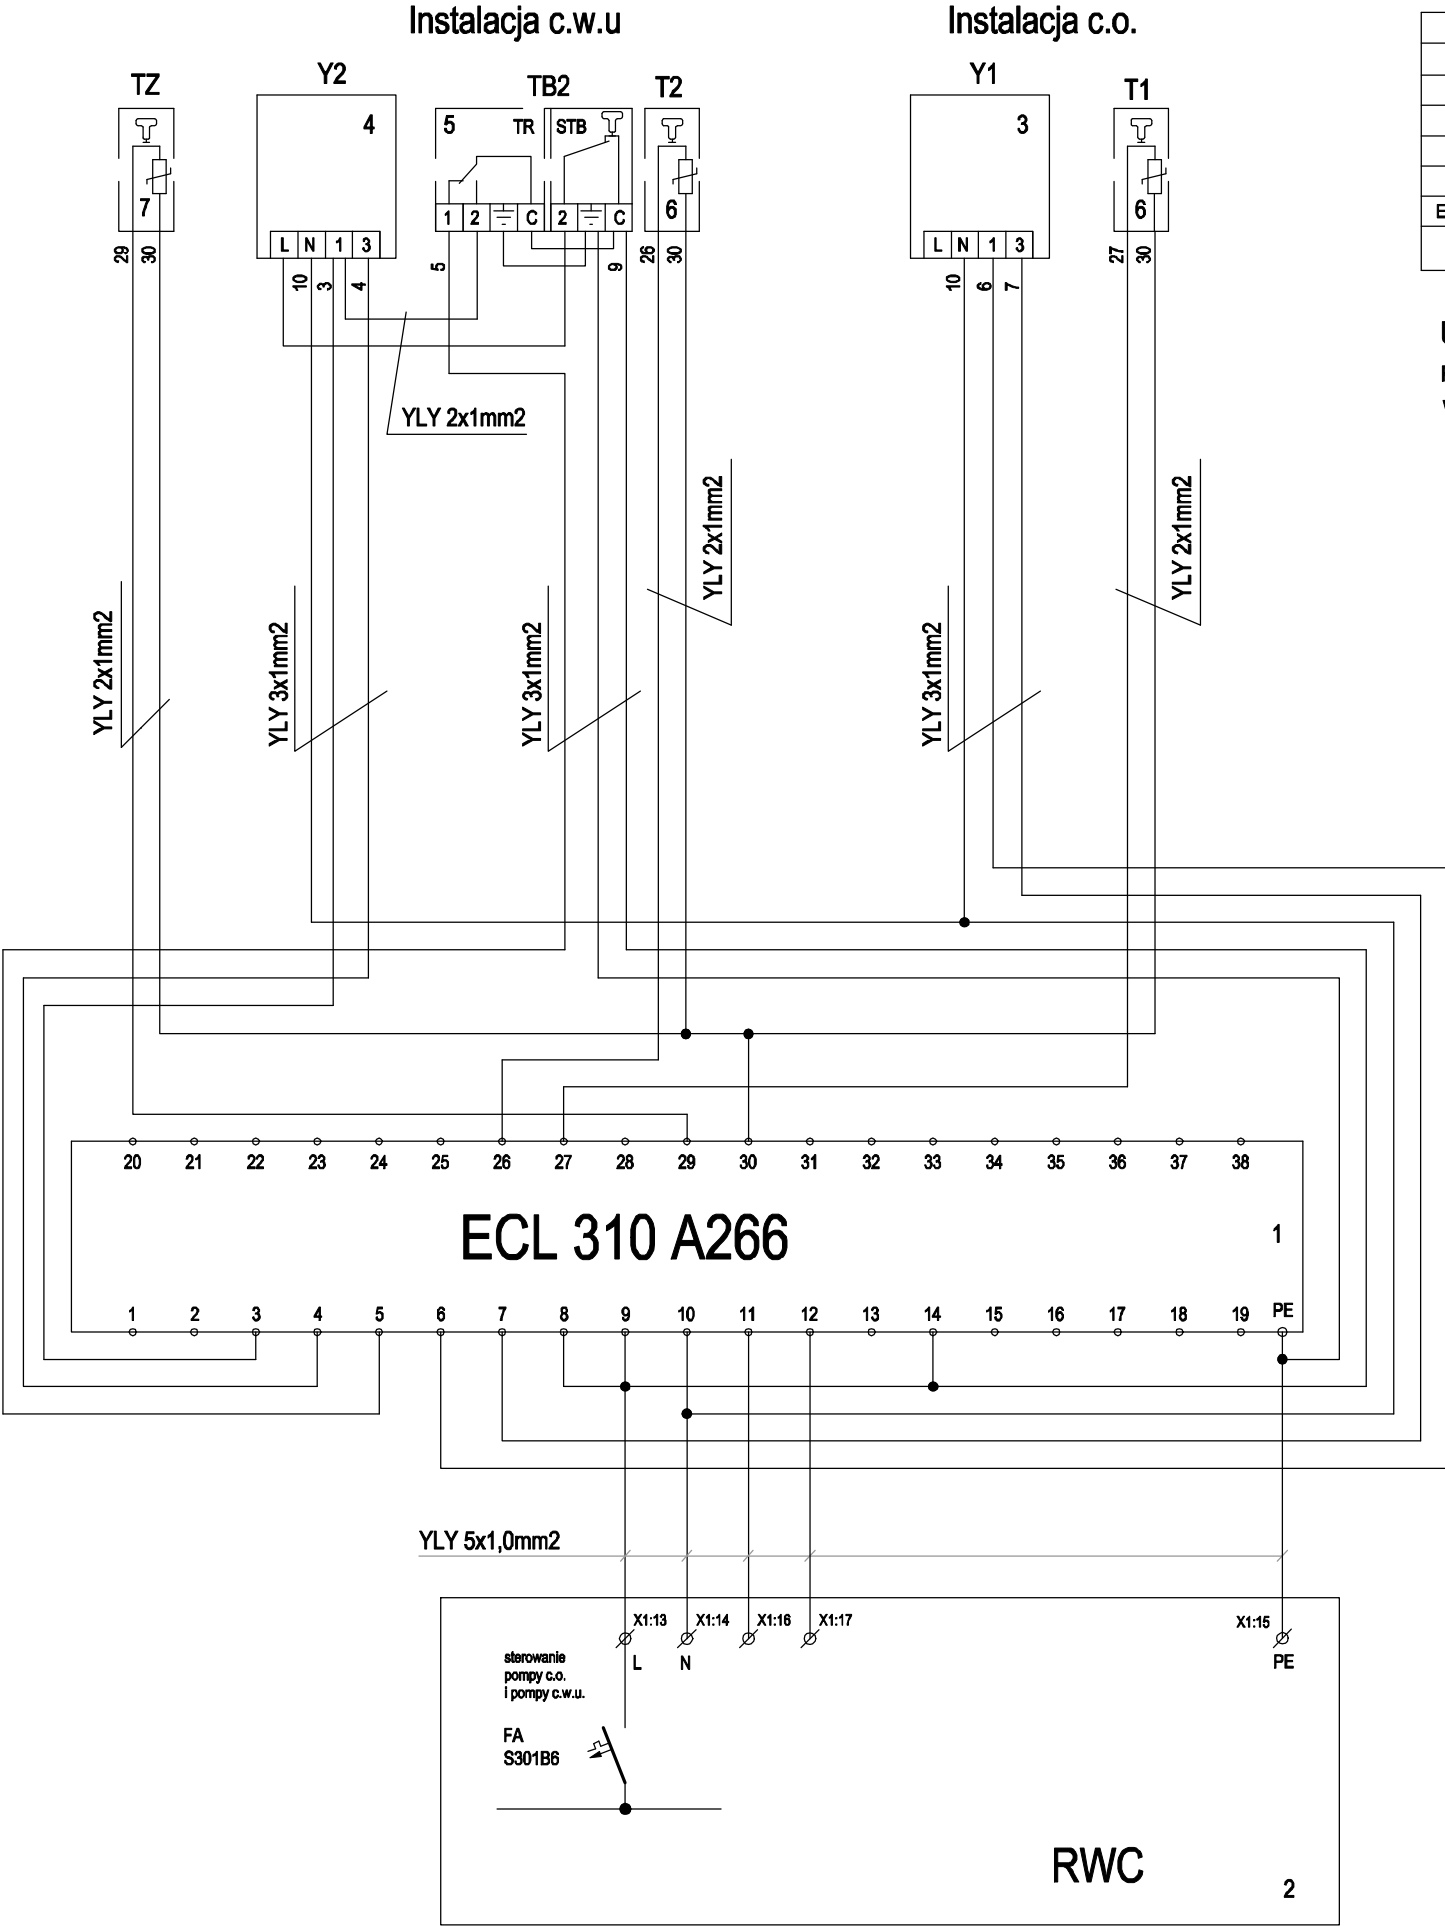 Instalacja c.w.u
Instalacja c.o.
TZ
Y2
TB2
T2
Y1
T1
4
5
TR
STB
3
7
6
6
L N 1 3
1 2 C 2 C
L N 1 3
29
30
10
3
4
5
9
26
30
10
6
7
27
30
YLY 2x1mm2
YLY 2x1mm2
YLY 2x1mm2
YLY 2x1mm2
YLY 3x1mm2
YLY 3x1mm2
YLY 3x1mm2
20 21 22 23 24 25 26 27 28 29 30 31 32 33 34 35 36 37 38
ECL 310 A266
1
1 2 3 4 5 6 7 8 9 10 11 12 13 14 15 16 17 18 19 PE
YLY 5x1,0mm2
X1:13 X1:14 X1:16 X1:17 X1:15
L N PE
sterowanie
pompy c.o.
i pompy c.w.u.
FA
S301B6
RWC
2